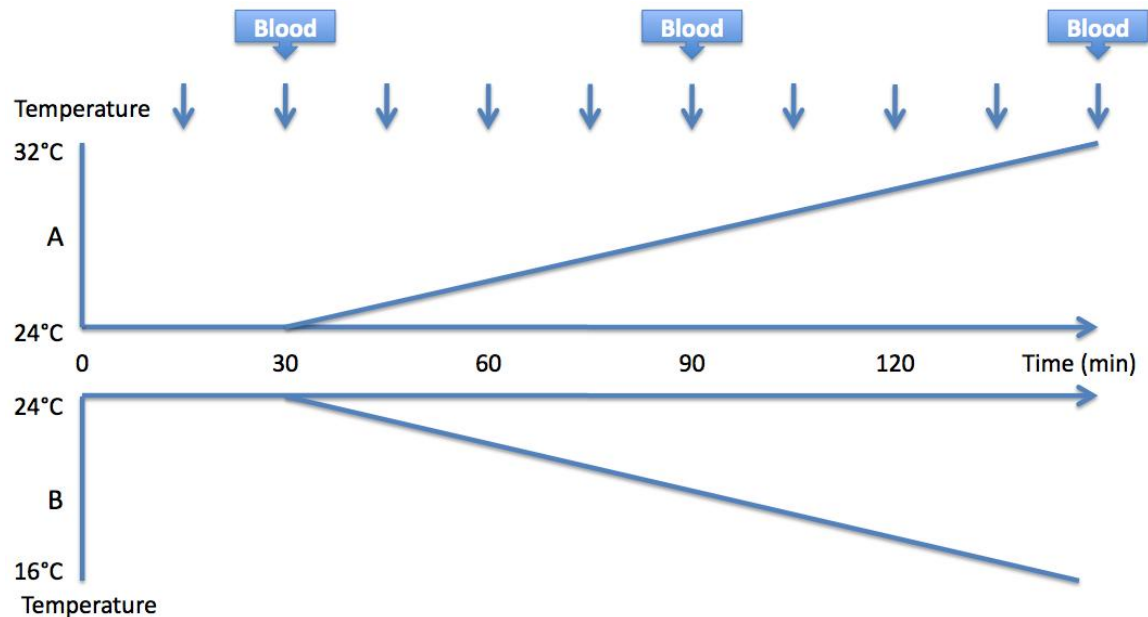 Blood Blood Blood
Temperature
32°C
A
24°C
0 30 60 90 120 Time (min)
24°C
B
16°C
Temperature